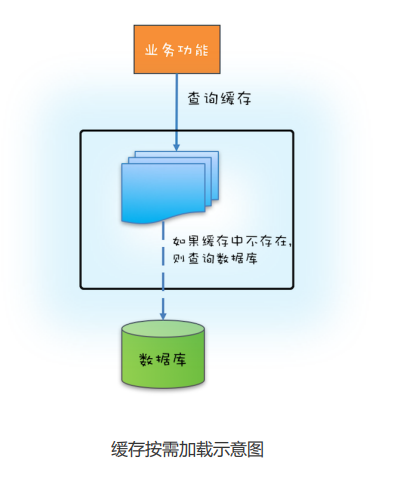 业务功能
查询缓存
如果缓存中不存在,
则查询数据库
数据库
缓存按需加载示意图